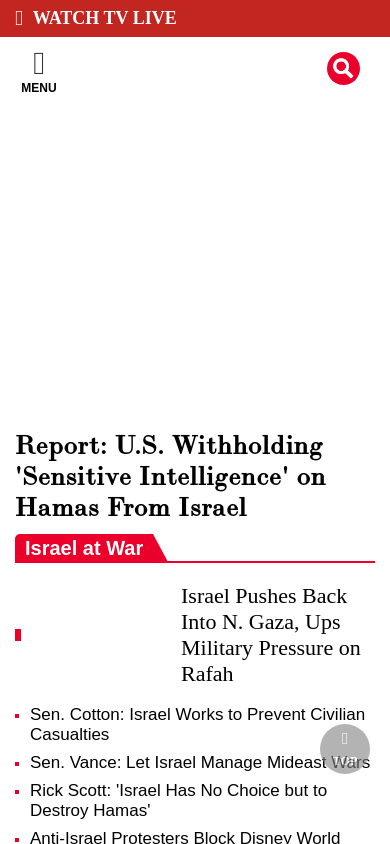 WATCH TV LIVE
MENU
Report: U.S. Withholding
'Sensitive Intelligence' on
Hamas From Israel
Israel at War
Israel Pushes Back
Into N. Gaza, Ups
Military Pressure on
Rafah
Sen. Cotton: Israel Works to Prevent Civilian
Casualties
Sen. Vance: Let Israel Manage Mideast Wars
TOP
Rick Scott: 'Israel Has No Choice but to
Destroy Hamas'
Anti-Israel Protesters Block Disney World